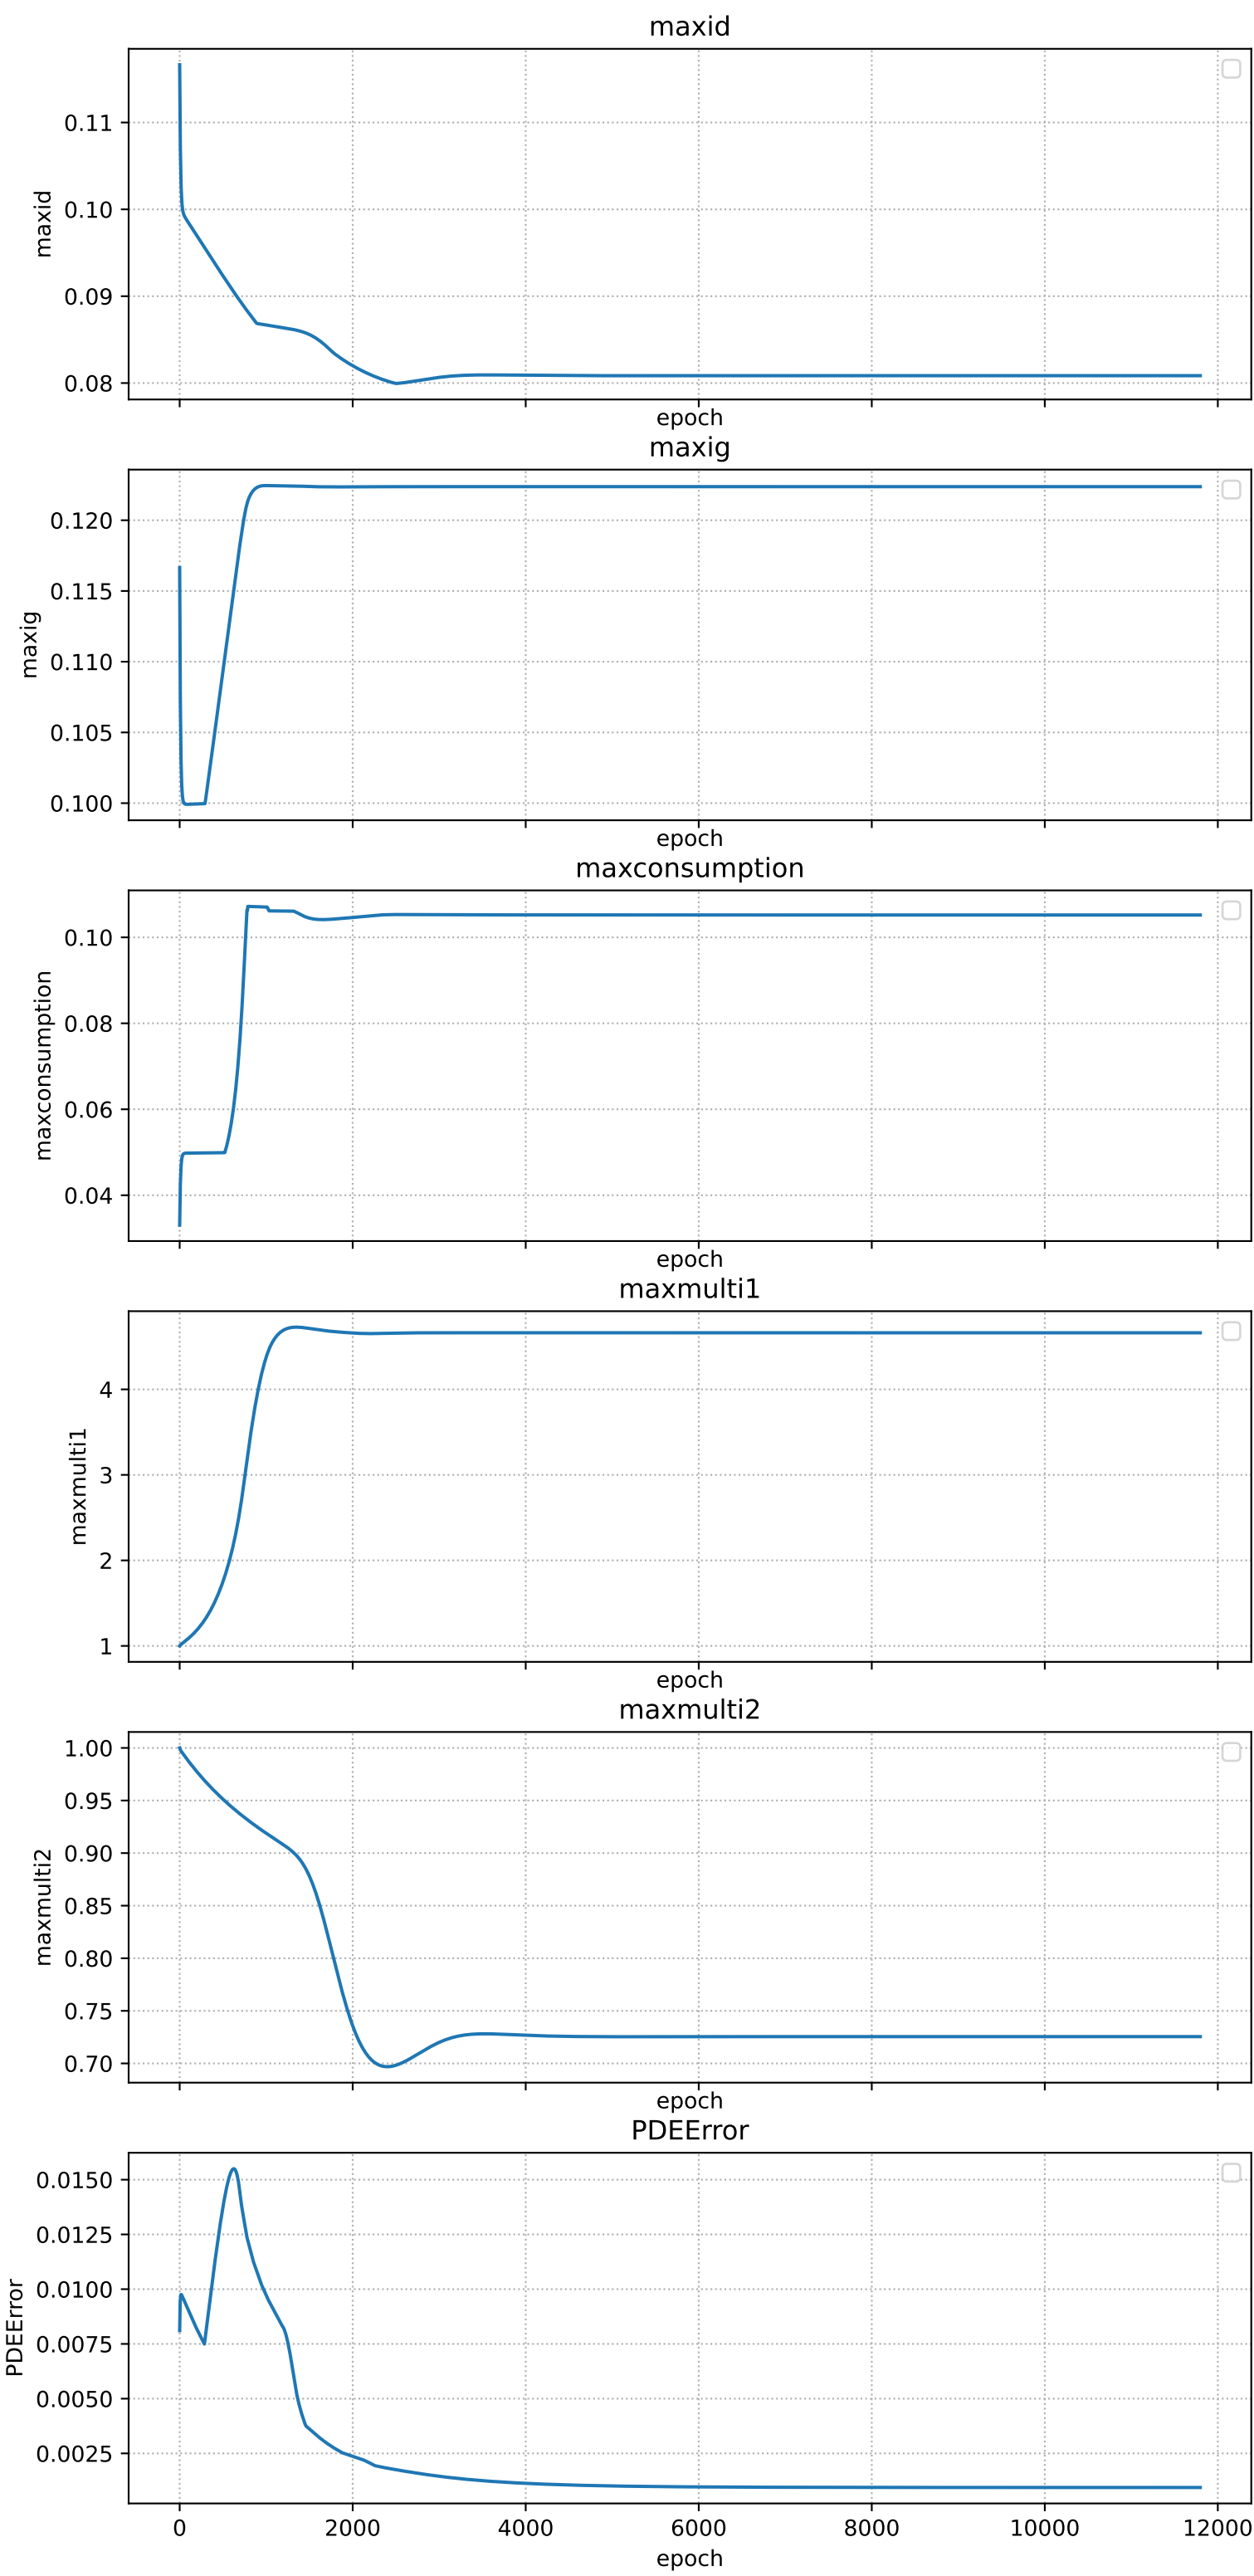 maxid
0.11
0.10
0.09
0.08
maxid
epoch
maxig
0.120
0.115
0.110
0.105
0.100
maxig
epoch
maxconsumption
0.10
0.08
0.06
0.04
maxconsumption
epoch
maxmulti1
4
3
2
1
maxmulti1
epoch
maxmulti2
1.00
0.95
0.90
0.85
0.80
0.75
0.70
maxmulti2
epoch
PDEError
0.0150
0.0125
0.0100
0.0075
0.0050
0.0025
PDEError
0 2000 4000 6000 8000 10000 12000
epoch